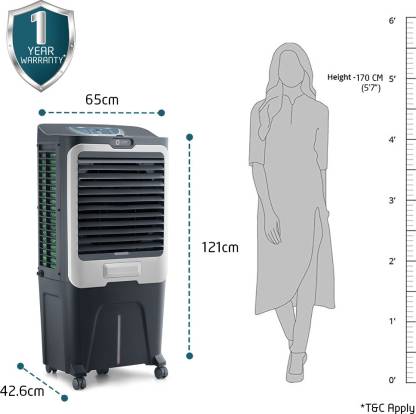 1
YEAR
WARRANTY*
65cm
121cm
42.6cm
Height -170 CM
(5'7")
6'
5'
4'
3'
2'
1'
0'
*T&C Apply